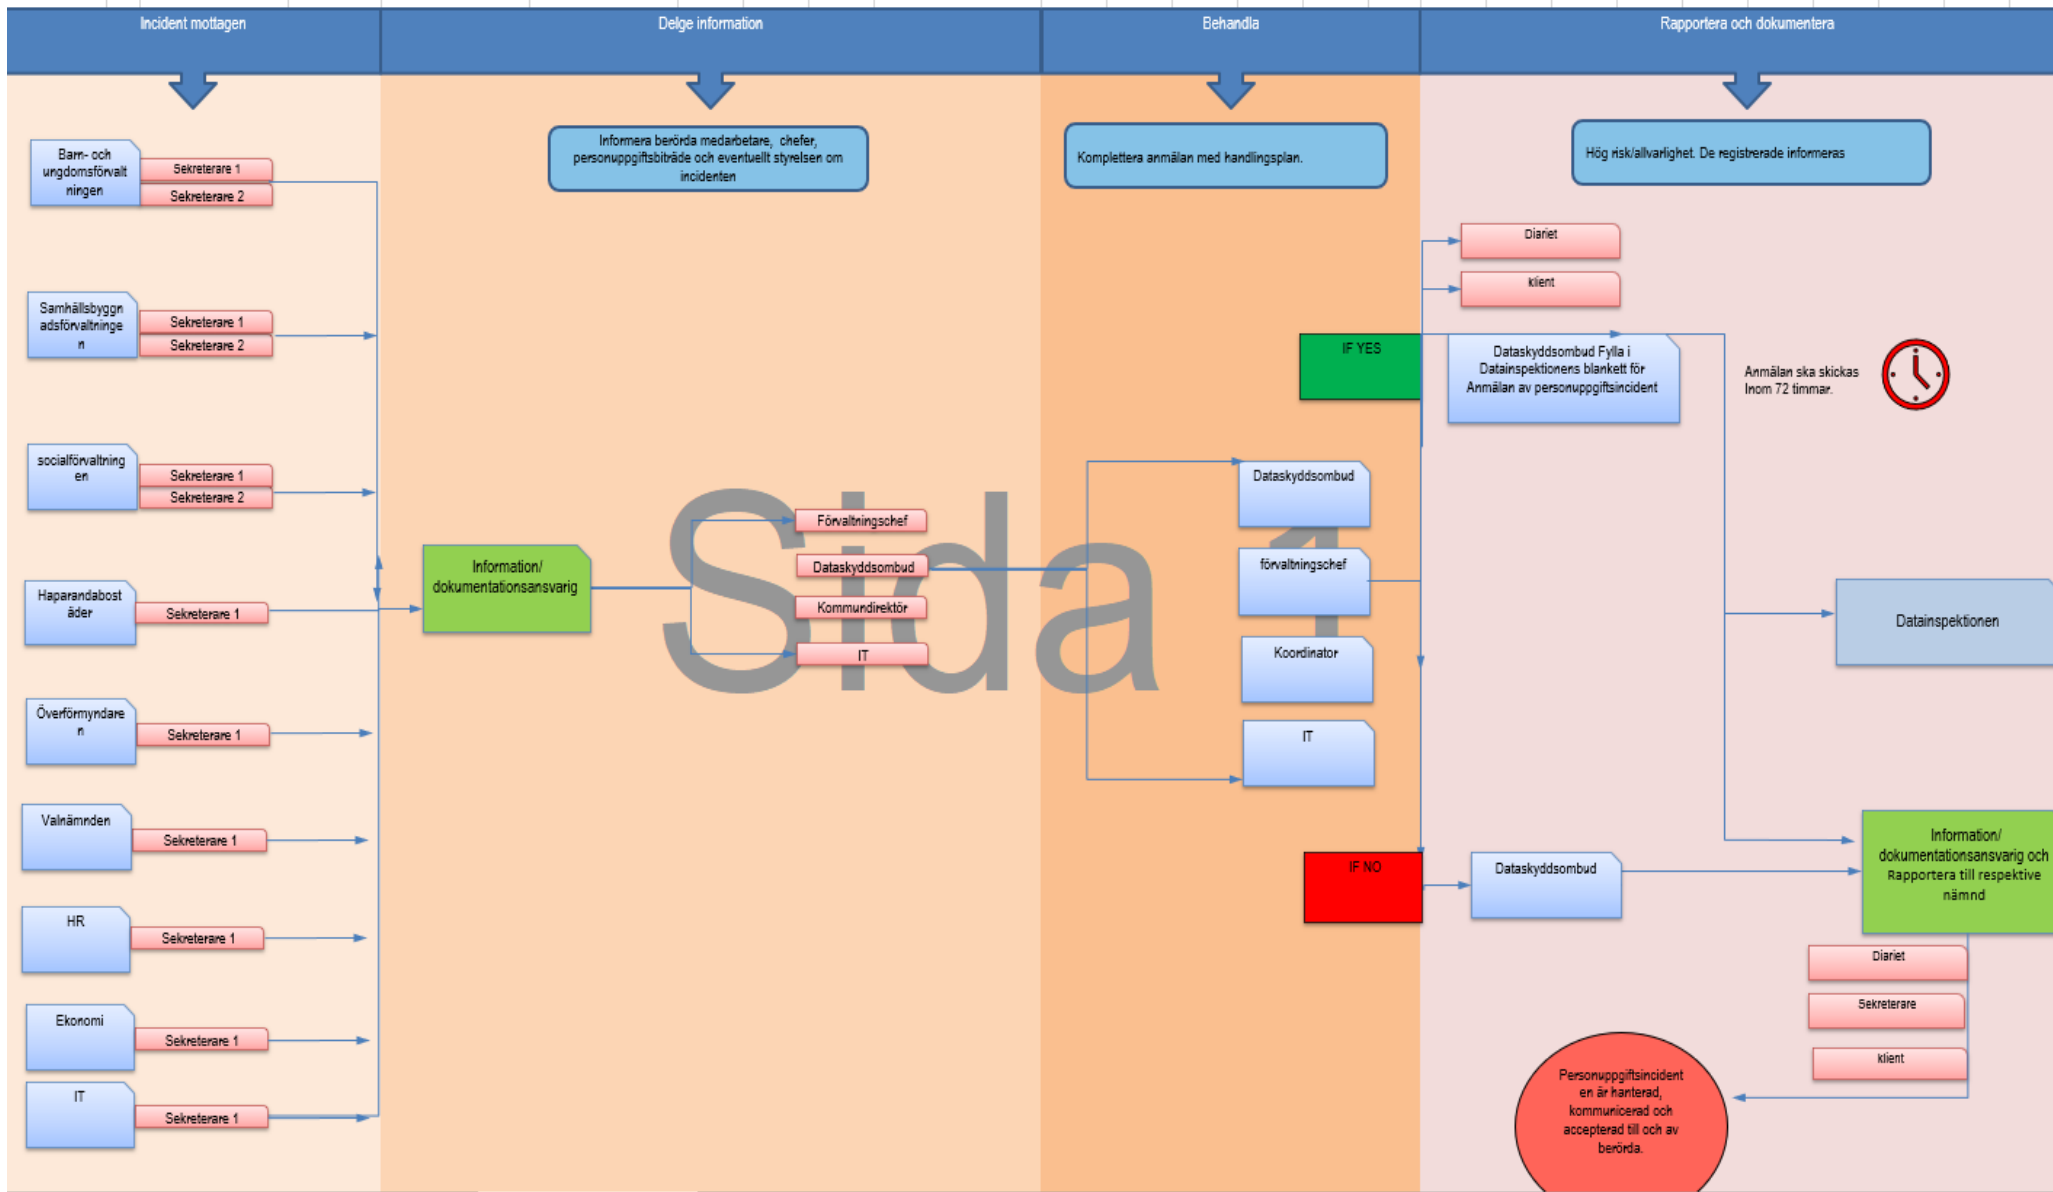 Incident mottagen
Delge information
Behandla
Rapportera och dokumentera
Informera berörda medarbetare, chefer,
personuppgiftsbiträde och eventuellt styrelsen om
incidenten
Komplettera anmälan med handlingsplan.
Hög risk/allvarlighet. De registrerade informeras
Barn- och
ungdomsförvalt
ningen
Sekreterare 1
Sekreterare 2
Samhällsbyggn
adsförvaltninge
n
Sekreterare 1
Sekreterare 2
socialförvaltning
en
Sekreterare 1
Sekreterare 2
Haparandabost
äder
Sekreterare 1
Överförmyndare
n
Sekreterare 1
Valnämnden
Sekreterare 1
HR
Sekreterare 1
Ekonomi
Sekreterare 1
IT
Sekreterare 1
Information/
dokumentationsansvarig
Sida 1
Förvaltningschef
Dataskyddsombud
Kommundirektör
IT
Dataskyddsombud
förvaltningschef
Koordinator
IT
IF YES
IF NO
Diariet
klient
Dataskyddsombud Fylla i
Datainspektionens blankett för
Anmälan av personuppgiftsincident
Anmälan ska skickas
Inom 72 timmar.
Datainspektionen
Dataskyddsombud
Information/
dokumentationsansvarig och
Rapportera till respektive
nämnd
Diariet
Sekreterare
klient
Personuppgiftsincident
en är hanterad,
kommunicerad och
accepterad till och av
berörda.